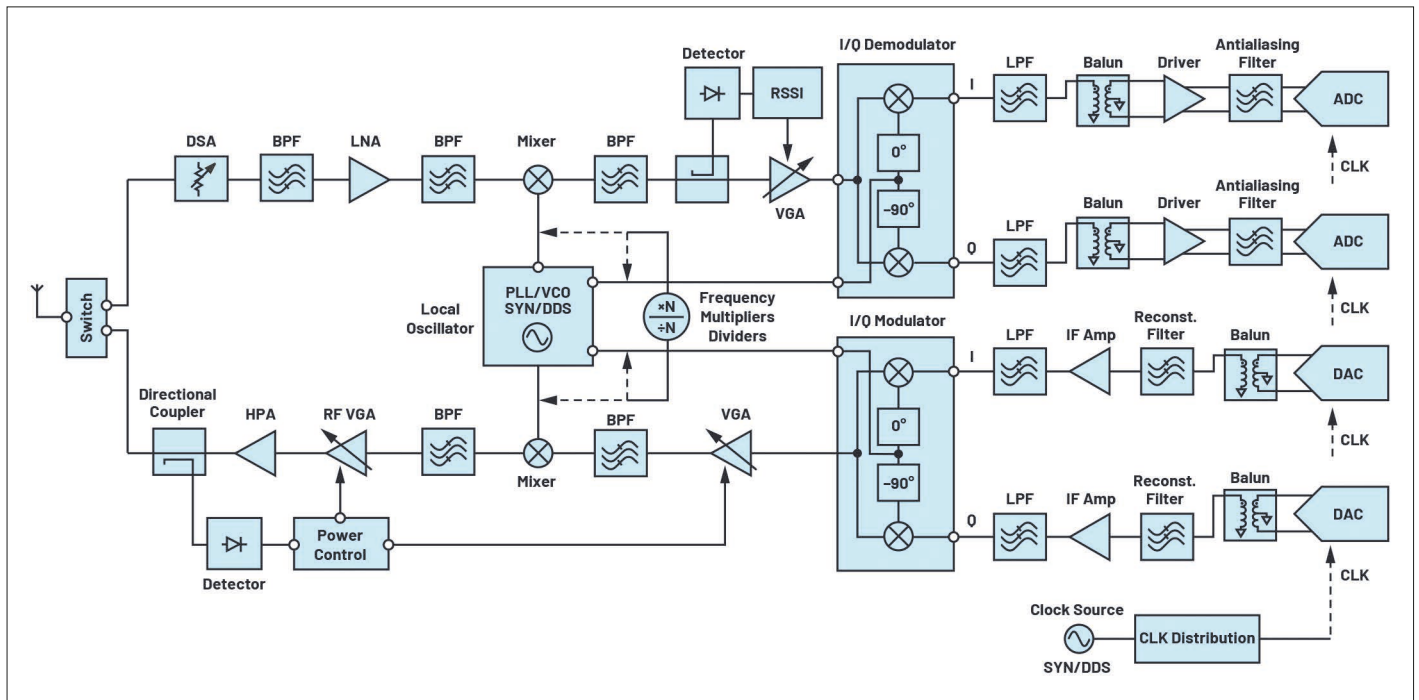 I/Q Demodulator
Detector
RSSI
I
LPF
Balun
Driver
Antialiasing
Filter
ADC
CLK
DSA
BPF
LNA
BPF
Mixer
BPF
VGA
0°
–90°
Q
LPF
Balun
Driver
Antialiasing
Filter
ADC
CLK
Switch
Local
Oscillator
PLL/VCO
SYN/DDS
×N
÷N
Frequency
Multipliers
Dividers
I/Q Modulator
I
LPF
IF Amp
Reconst.
Filter
Balun
DAC
CLK
Directional
Coupler
HPA
RF VGA
BPF
Mixer
BPF
VGA
0°
–90°
Q
LPF
IF Amp
Reconst.
Filter
Balun
DAC
CLK
Detector
Power
Control
Clock Source
SYN/DDS
CLK Distribution